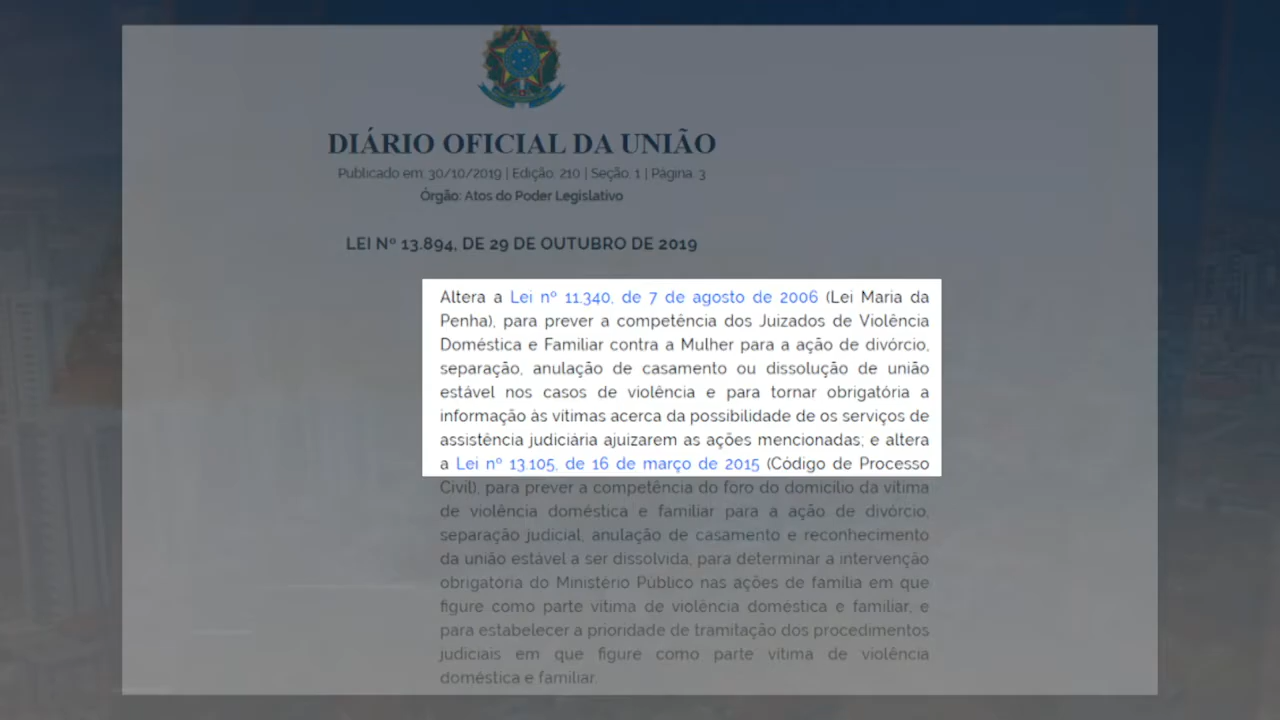 DIÁRIO OFICIAL DA UNIÃO
Publicado em: 30/10/2019 | Edição: 210 | Seção: 1 | Página: 3
Órgão: Atos do Poder Legislativo
LEI Nº 13.894, DE 29 DE OUTUBRO DE 2019
Altera a Lei nº 11.340, de 7 de agosto de 2006 (Lei Maria da
Penha), para prever a competência dos Juizados de Violência
Doméstica e Familiar contra a Mulher para a ação de divórcio,
separação, anulação de casamento ou dissolução de união
estável nos casos de violência e para tornar obrigatória a
informação às vítimas acerca da possibilidade de os serviços de
assistência judiciária ajuizarem as ações mencionadas; e altera
a Lei nº 13.105, de 16 de março de 2015 (Código de Processo
Civil), para prever a competência do foro do domicílio da vítima
de violência doméstica e familiar para a ação de divórcio,
separação judicial, anulação de casamento e reconhecimento
da união estável a ser dissolvida, para determinar a intervenção
obrigatória do Ministério Público nas ações de família em que
figure como parte vítima de violência doméstica e familiar, e
para estabelecer a prioridade de tramitação dos procedimentos
judiciais em que figure como parte vítima de violência
doméstica e familiar.